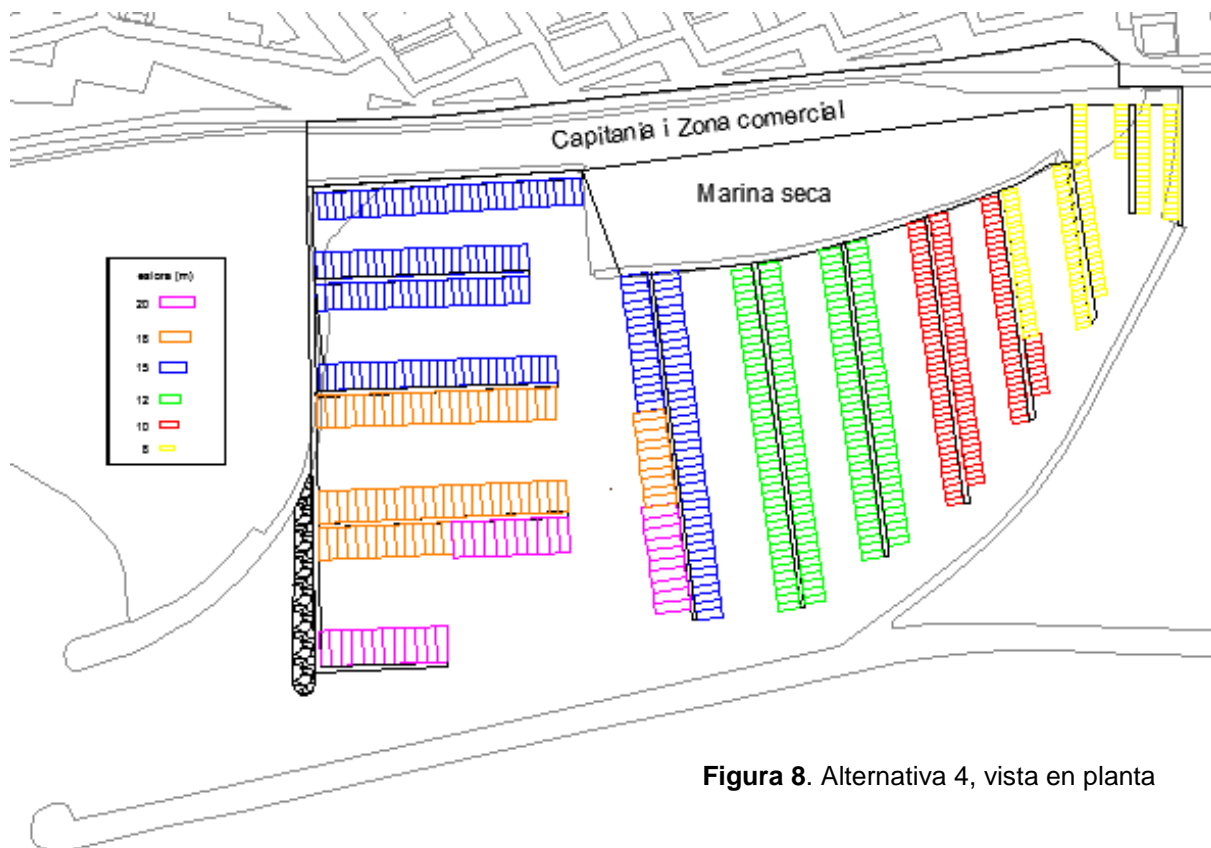 Capitania i Zona comercial
Marina seca
eslora (m)
20
18
15
12
10
8
Figura 8. Alternativa 4, vista en planta